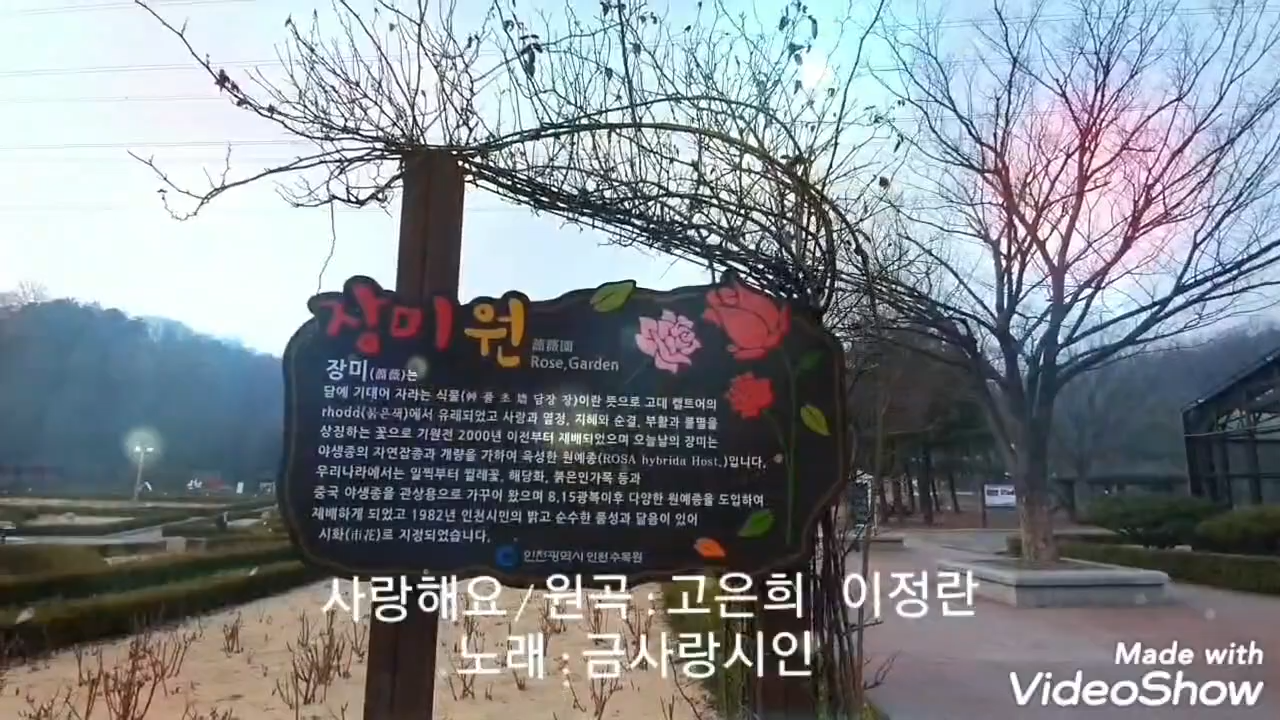 장미원
薔薇園
Rose, Garden
장미(薔薇)는
담에 기대어 자라는 식물(艸 풀 초 墻 담장 장)이란 뜻으로 고대 켈트어의
rhodd(붉은색)에서 유래되었고 사랑과 열정, 지혜와 순결, 부활과 불멸을
상징하는 꽃으로 기원전 2000년 이전부터 재배되었으며 오늘날의 장미는
야생종의 자연잡종과 개량을 가하여 육성한 원예종(ROSA hybrida Host,)입니다.
우리나라에서는 일찍부터 찔레꽃, 해당화, 붉은인가목 등과
중국 야생종을 관상용으로 가꾸어 왔으며 8,15광복이후 다양한 원예종을 도입하여
재배하게 되었고 1982년 인천시민의 밝고 순수한 품성과 닮음이 있어
시화(市花)로 지정되었습니다.
인천광역시 인천수목원
사랑해요/원곡:고은희 이정란
노래:금사랑시인
Made with
VideoShow